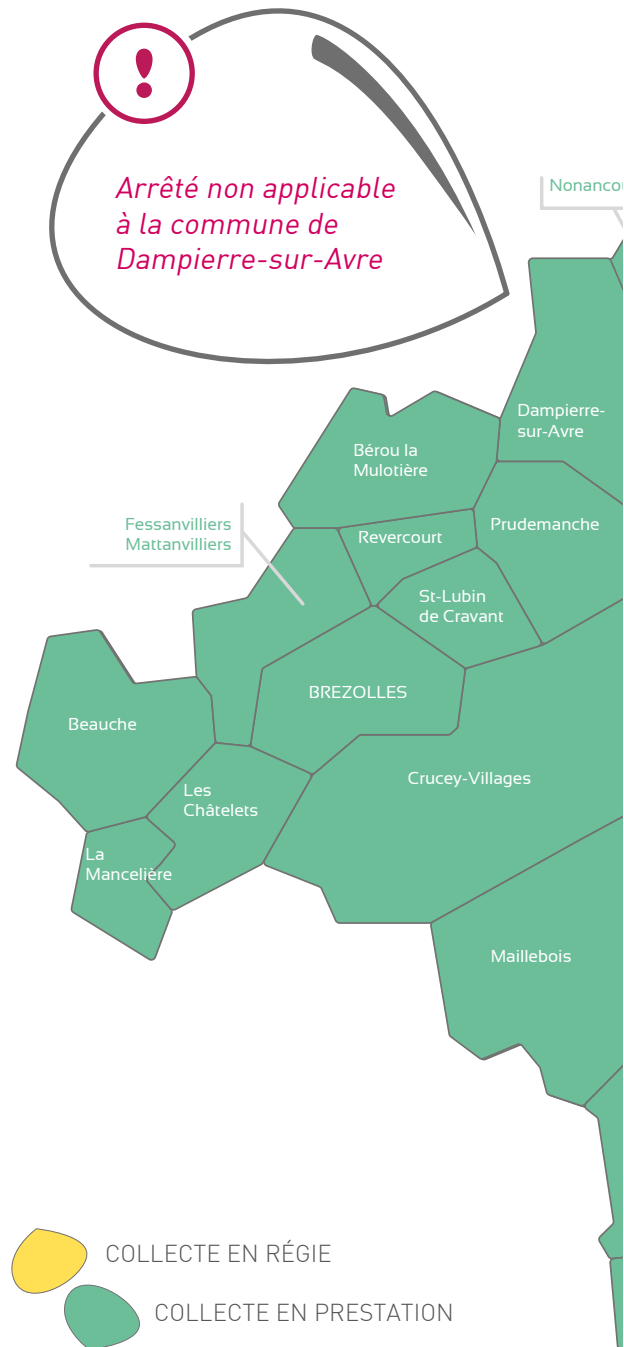 !
Arrêté non applicable
à la commune de
Dampierre-sur-Avre
Dampierre-
sur-Avre
Bérou la
Mulotière
Fessanvilliers
Mattanvilliers
Revercourt
Prudemanche
St-Lubin
de Cravant
BREZOLLES
Beauche
Crucey-Villages
Les
Châtelets
La
Mancelière
Maillebois
COLLECTE EN RÉGIE
COLLECTE EN PRESTATION